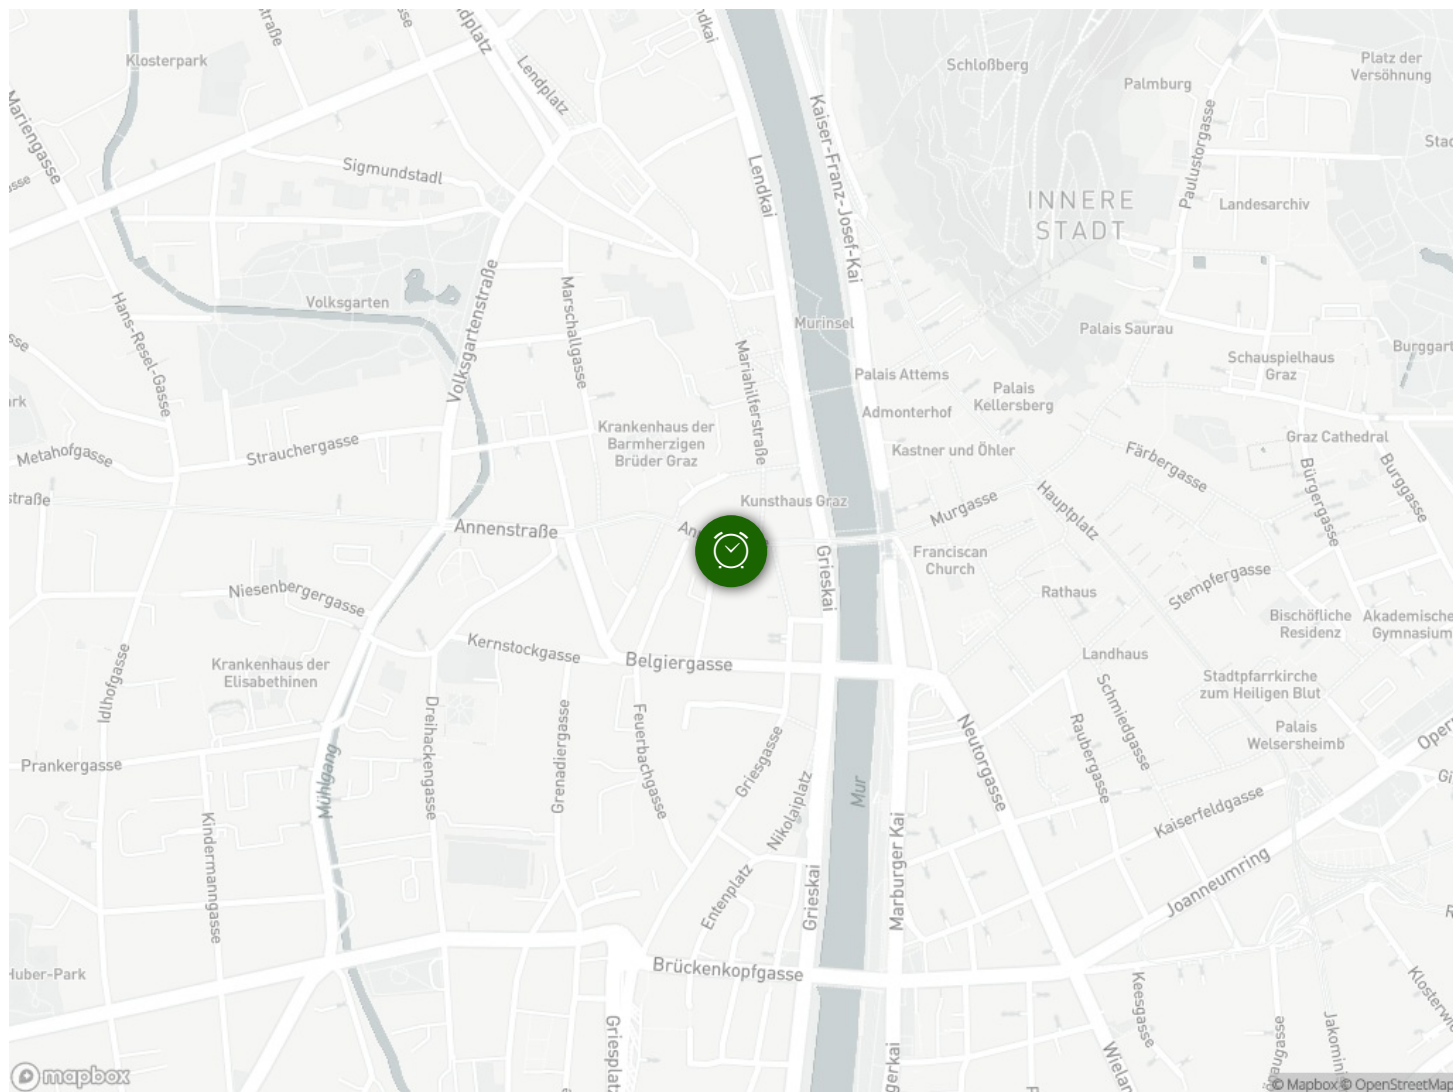 Klosterpark
Lendplatz
Mariengasse
Sigmundstadl
Lendkai
Kaiser-Franz-Josef-Kai
Schloßberg
Palmburg
Platz der
Versöhnung
Paulustorgasse
INNERE
STADT
Landesarchiv
Volksgarten
Hans-Resel-Gasse
Volksgartenstraße
Marschallgasse
Mariahilferstraße
Murinsel
Palais Saurau
Palais Attems
Palais
Kellersberg
Schauspielhaus
Graz
Burggart
Admonterhof
Kastner und Öhler
Krankenhaus der
Barmherzigen
Brüder Graz
Metahofgasse
Strauchergasse
Graz Cathedral
Färbergasse
Bürgergasse
Burggasse
straße
Annenstraße
Kunsthaus Graz
Murgasse
Hauptplatz
Grieskai
Franciscan
Church
Niesenbergergasse
Rathaus
Stempfergasse
Bischöfliche
Residenz
Akademische
Gymnasium
Krankenhaus der
Elisabethinen
Kernstockgasse
Belgiergasse
Landhaus
Stadtpfarrkirche
zum Heiligen Blut
Idlhofgasse
Dreihackengasse
Grenadiergasse
Feuerbachgasse
Griesgasse
Nikolaiplatz
Mur
Neutorgasse
Schmiedgasse
Raubergasse
Palais
Welsersheimb
Prankergasse
Mühlgang
Kindermanngasse
Kaiserfeldgasse
Joanneumring
Marburger Kai
Entenplatz
Grieskai
Huber-Park
Brückenkopfgasse
Keesgasse
Griesplatz
mapbox
© Mapbox © OpenStreetMap